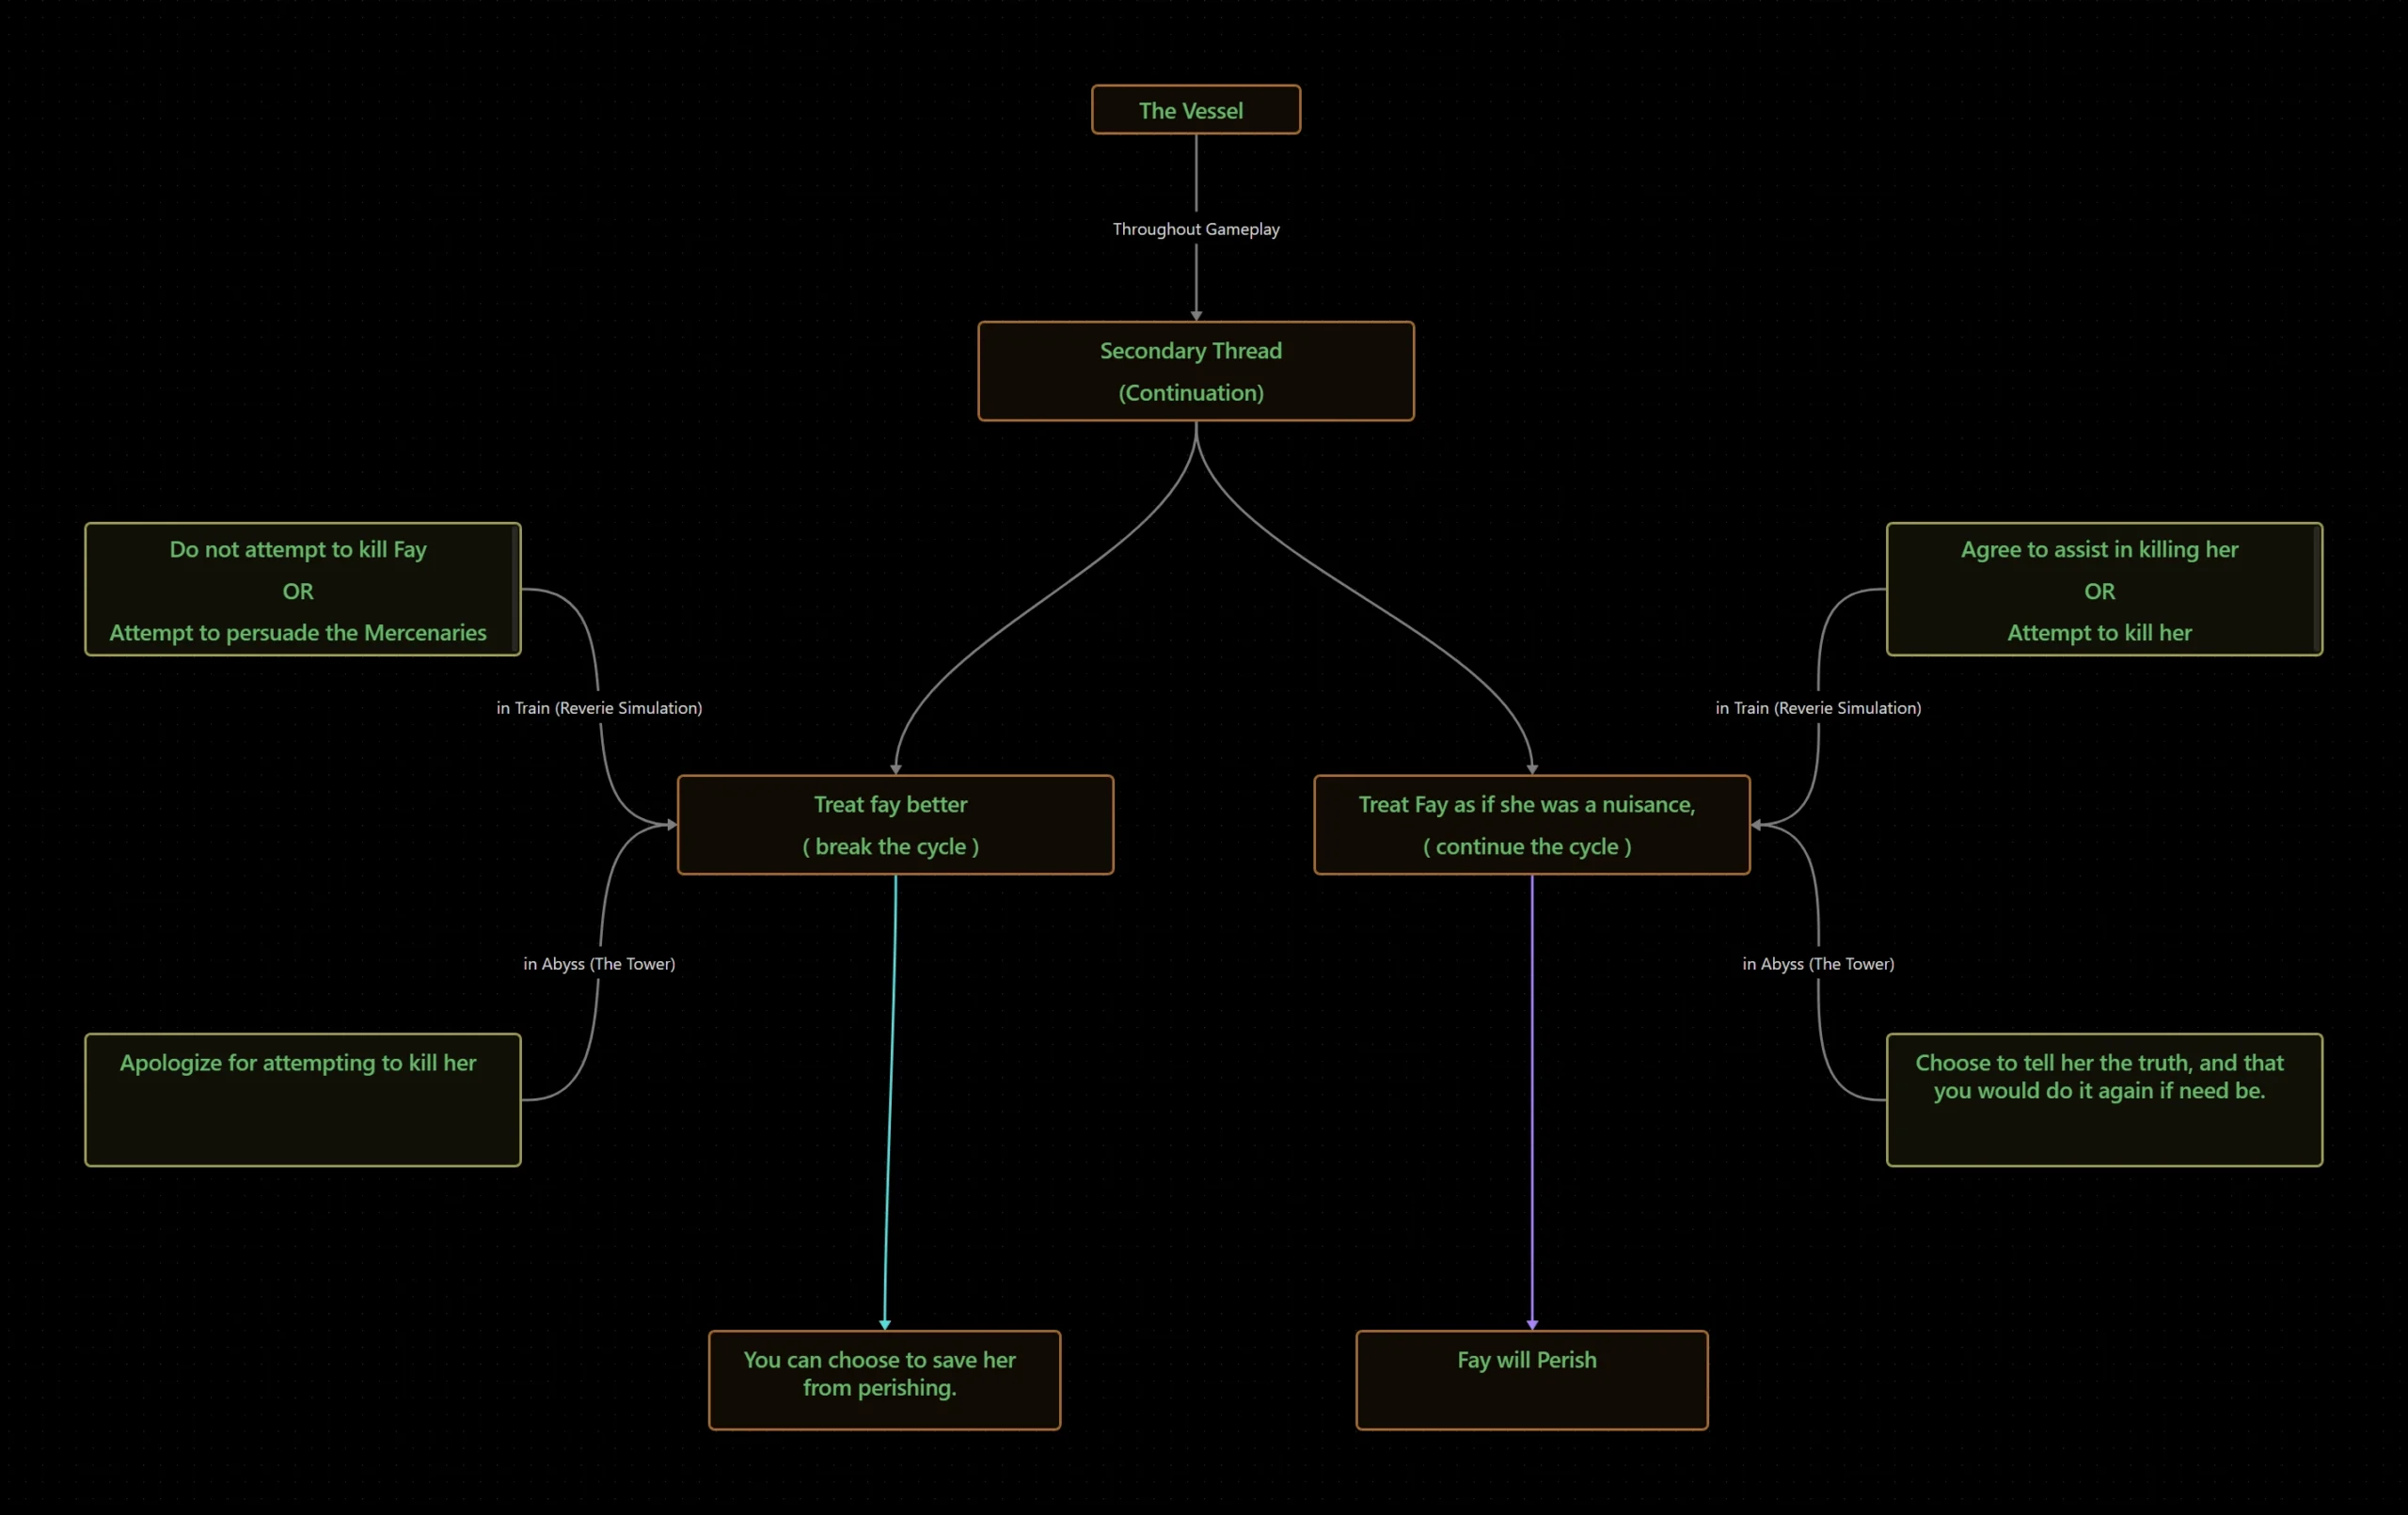 The Vessel
Throughout Gameplay
Secondary Thread
(Continuation)
Do not attempt to kill Fay
OR
Attempt to persuade the Mercenaries
Agree to assist in killing her
OR
Attempt to kill her
in Train (Reverie Simulation)
in Train (Reverie Simulation)
Treat fay better
( break the cycle )
Treat Fay as if she was a nuisance,
( continue the cycle )
in Abyss (The Tower)
in Abyss (The Tower)
Apologize for attempting to kill her
Choose to tell her the truth, and that
you would do it again if need be.
You can choose to save her
from perishing.
Fay will Perish